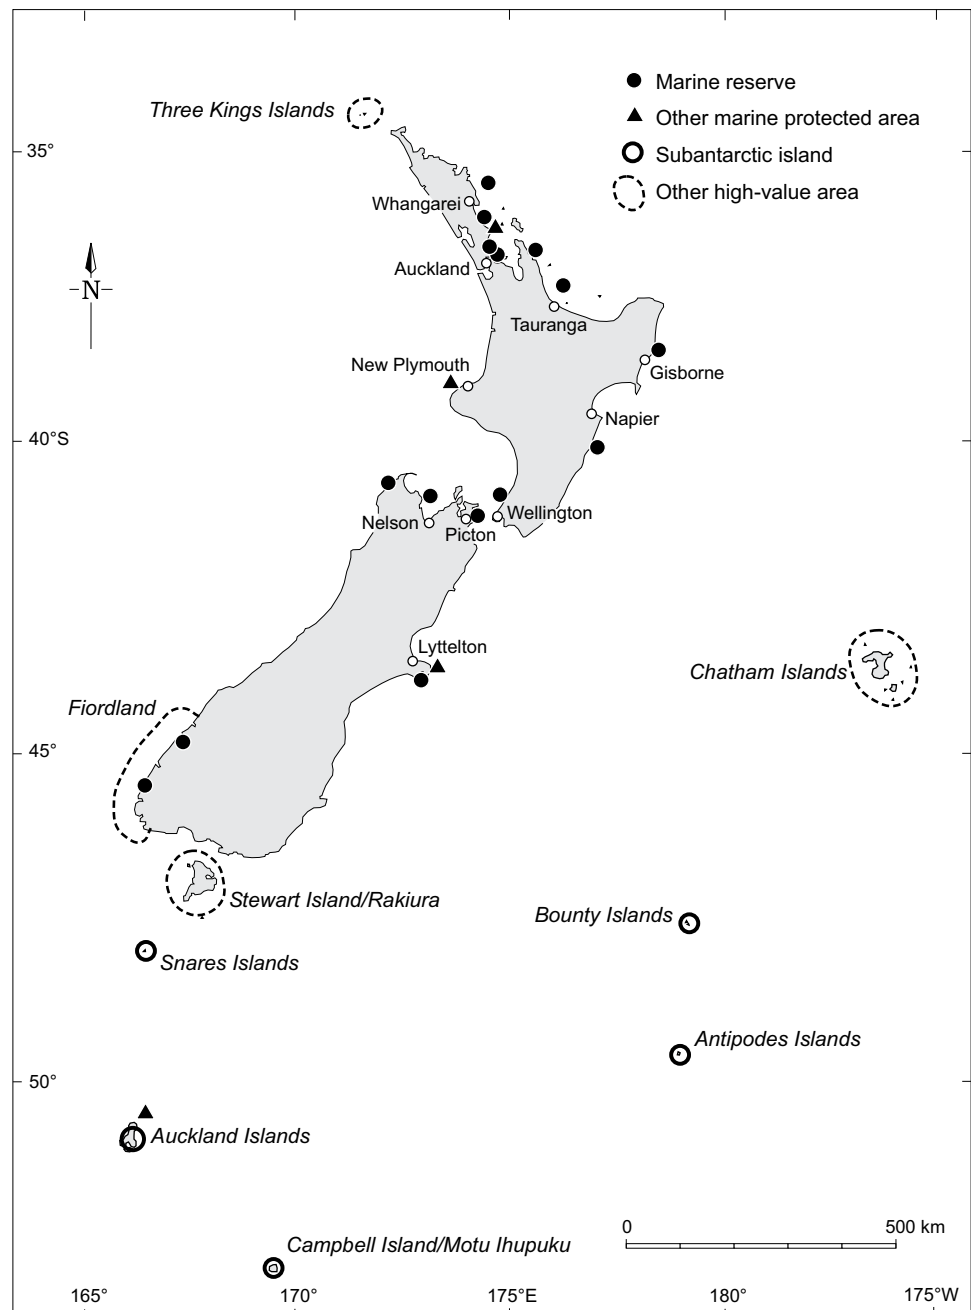 Three Kings Islands
Marine reserve
Other marine protected area
Subantarctic island
Other high-value area
35°
Whangarei
Auckland
N
Tauranga
New Plymouth
Gisborne
Napier
40°S
Nelson
Picton
Wellington
Lyttelton
Chatham Islands
Fiordland
45°
Stewart Island/Rakiura
Bounty Islands
Snares Islands
Antipodes Islands
50°
Auckland Islands
0 500 km
Campbell Island/Motu Ihupuku
165° 170° 175°E 180° 175°W